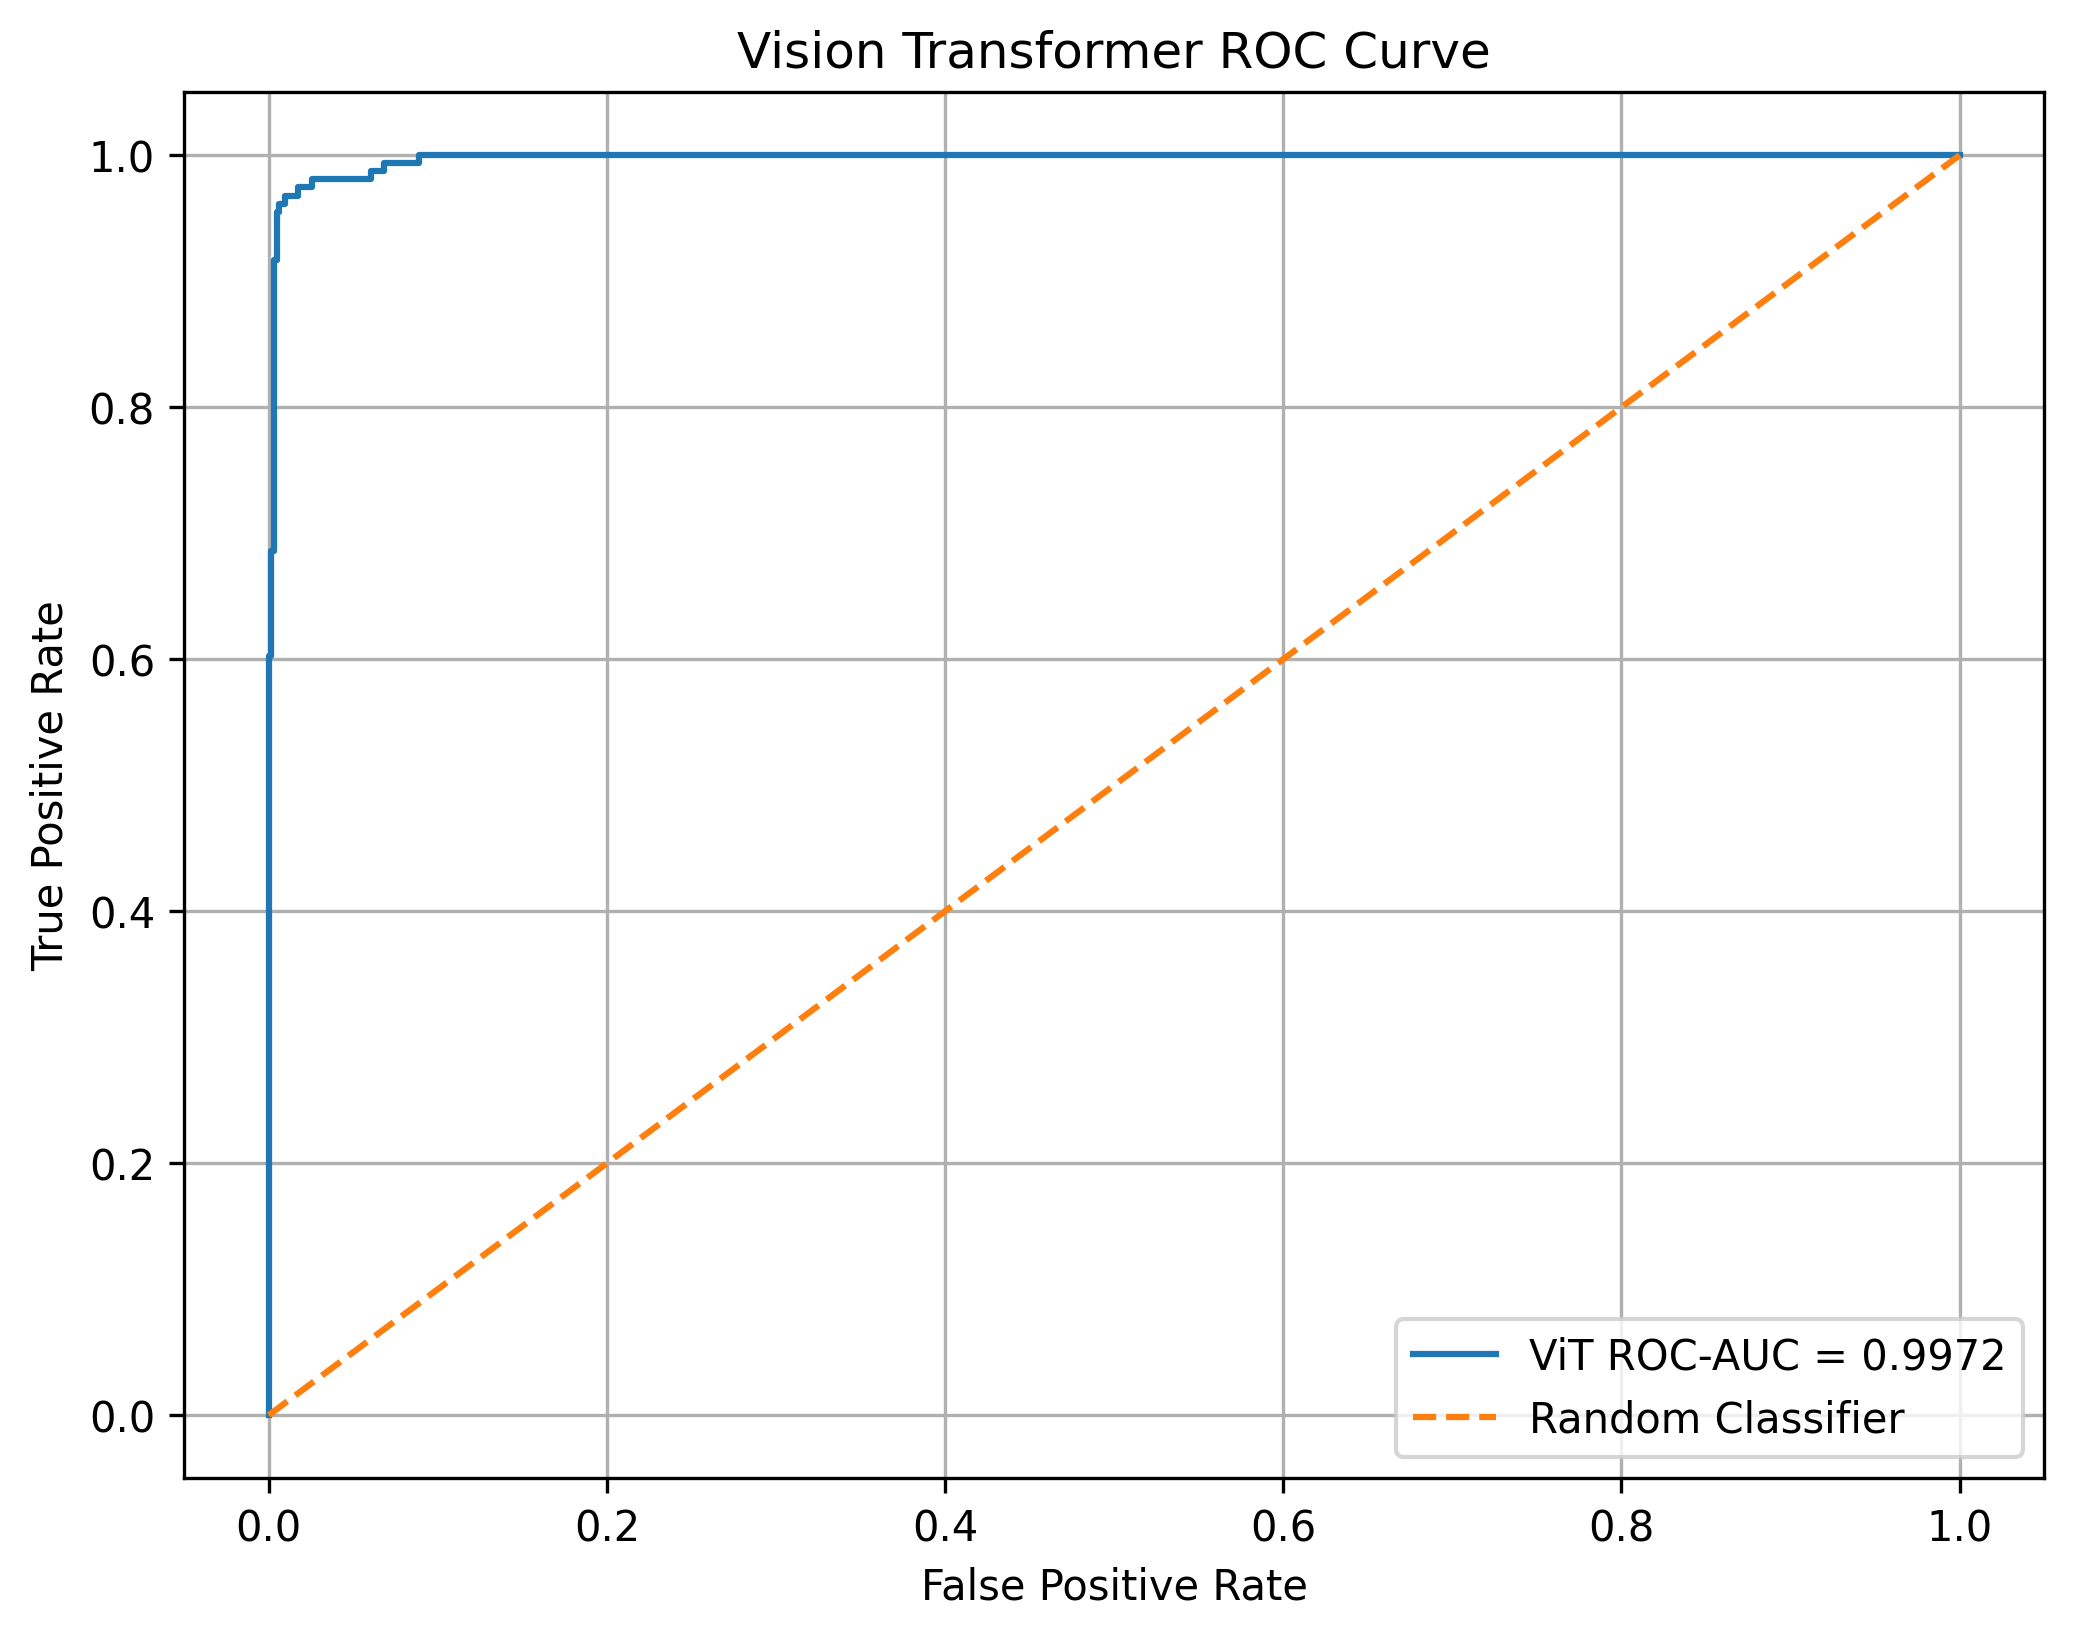 Vision Transformer ROC Curve
1.0
0.8
0.6
0.4
0.2
0.0
True Positive Rate
ViT ROC-AUC = 0.9972
Random Classifier
0.0 0.2 0.4 0.6 0.8 1.0
False Positive Rate